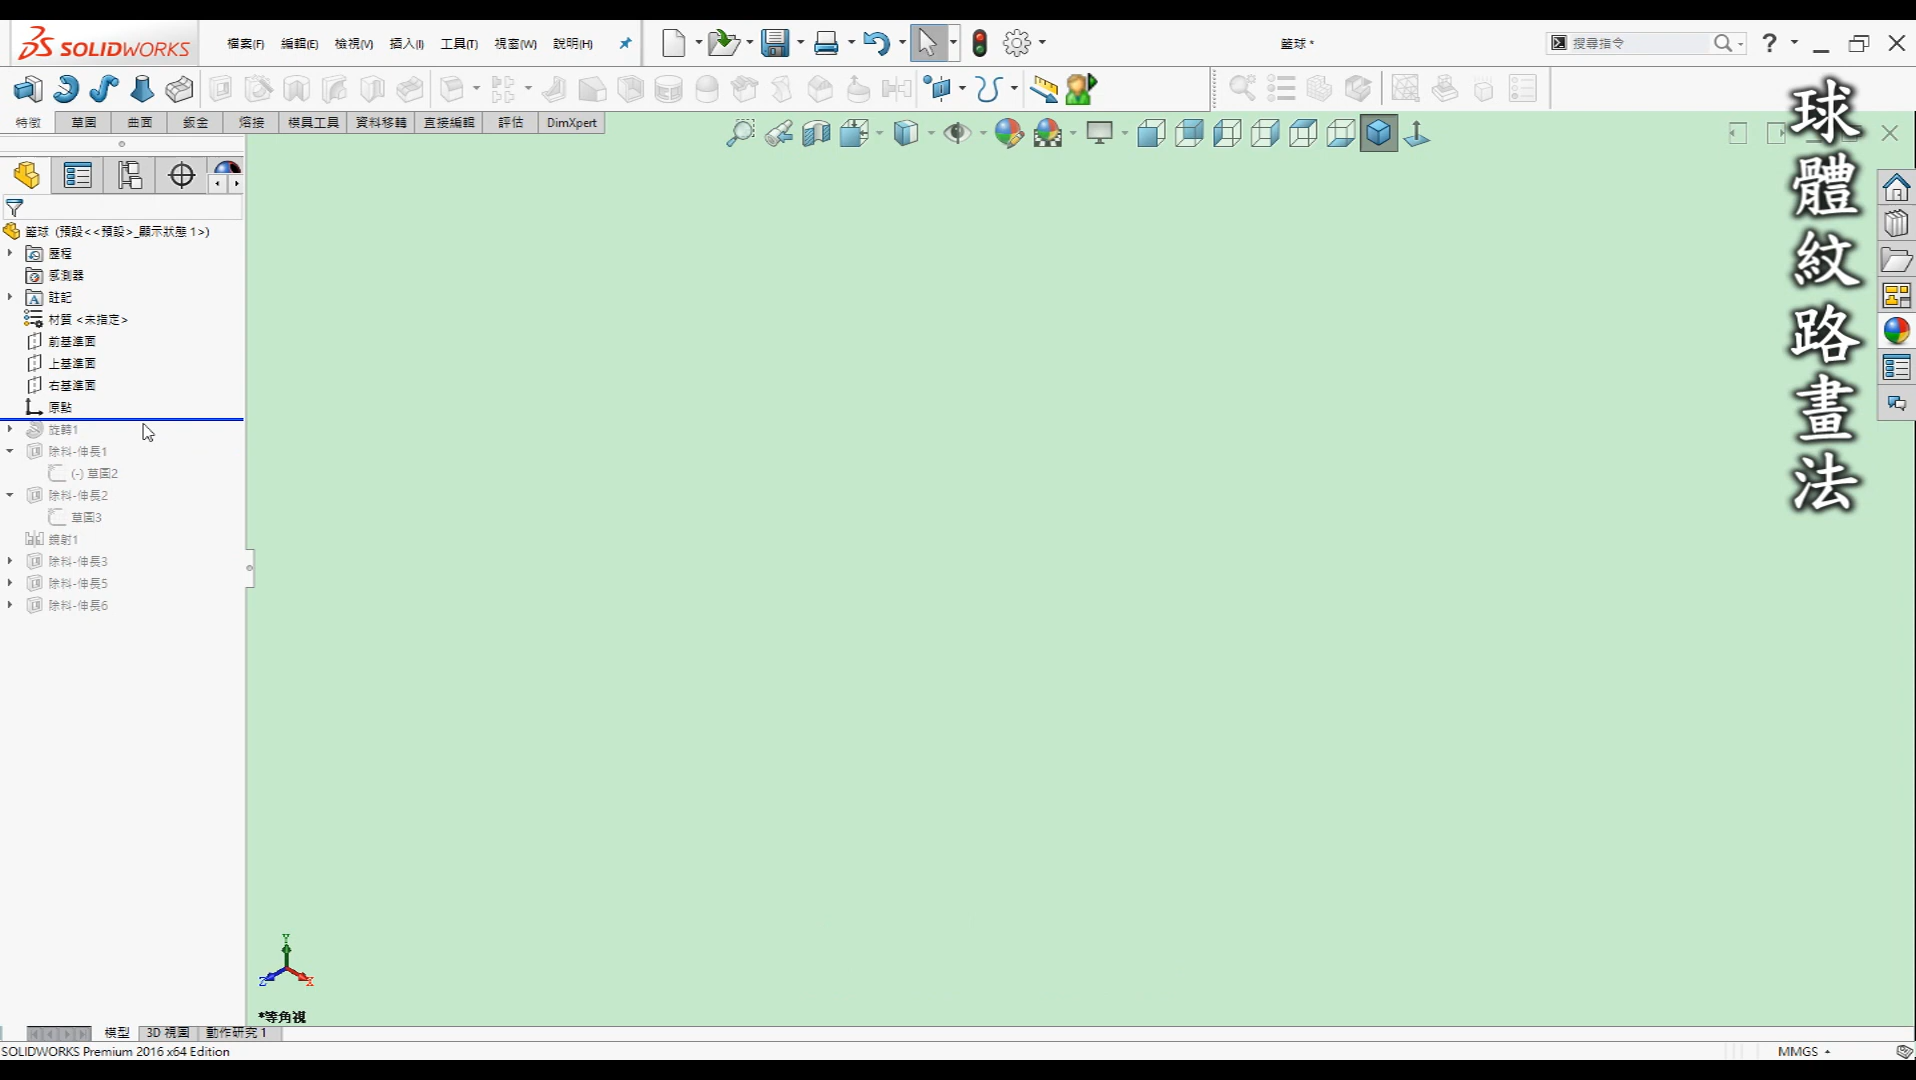 SOLIDWORKS
檔案(F) 編輯(E) 檢視(V) 插入(I) 工具(T) 視窗(W) 說明(H)
籃球 *
搜尋指令
特徵 草圖 曲面 鈑金 熔接 模具工具 資料移轉 直接編輯 評估 DimXpert
籃球 (預設<<預設>_顯示狀態 1>)
歷程
感測器
註記
材質 <未指定>
前基準面
上基準面
右基準面
原點
旋轉1
除料-伸長1
(-) 草圖2
除料-伸長2
草圖3
鏡射1
除料-伸長3
除料-伸長5
除料-伸長6
球體紋路畫法
Y
Z
X
*等角視
模型 3D 視圖 動作研究 1
SOLIDWORKS Premium 2016 x64 Edition
MMGS